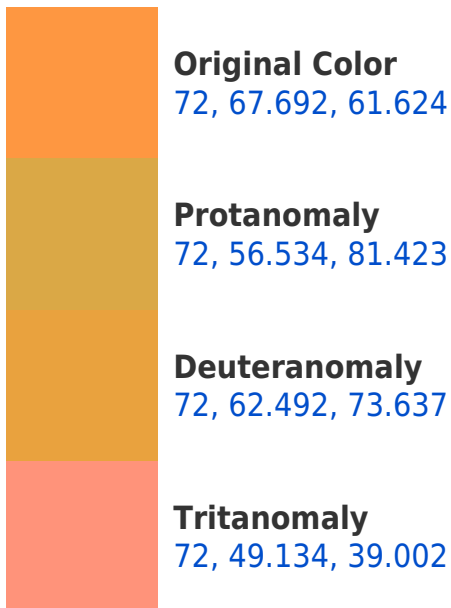 Original Color
72, 67.692, 61.624
Protanomaly
72, 56.534, 81.423
Deuteranomaly
72, 62.492, 73.637
Tritanomaly
72, 49.134, 39.002